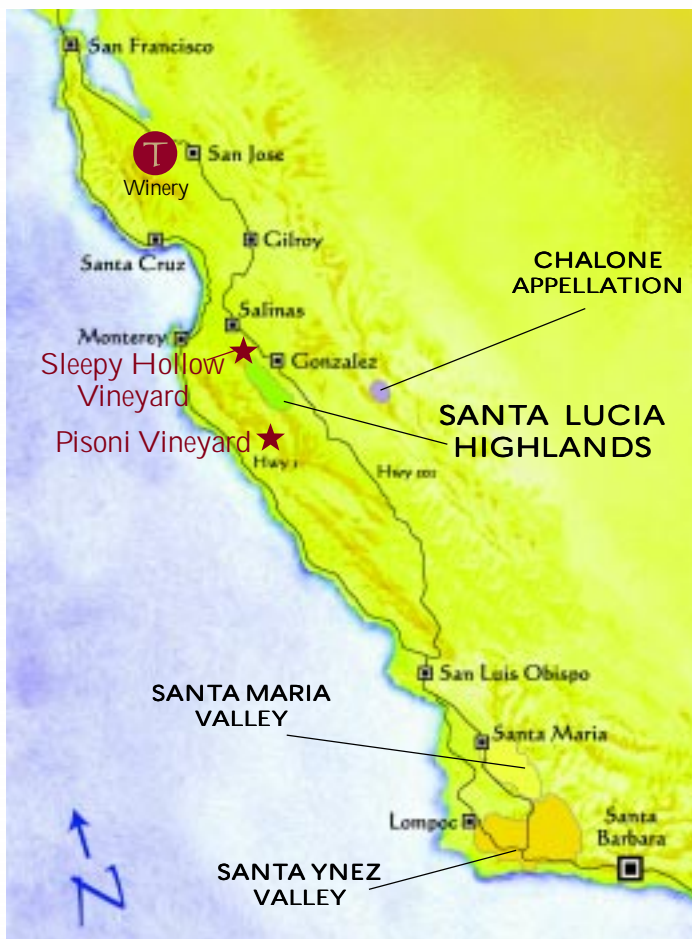 San Francisco
T
San Jose
Winery
Gilroy
Santa Cruz
CHALONE
APPELLATION
Salinas
Monterey
Sleepy Hollow
Vineyard
Gonzalez
SANTA LUCIA
HIGHLANDS
Pisoni Vineyard
Hwy 1
Hwy 101
San Luis Obispo
SANTA MARIA
VALLEY
Santa Maria
Lompoc
Santa
Barbara
SANTA YNEZ
VALLEY
N